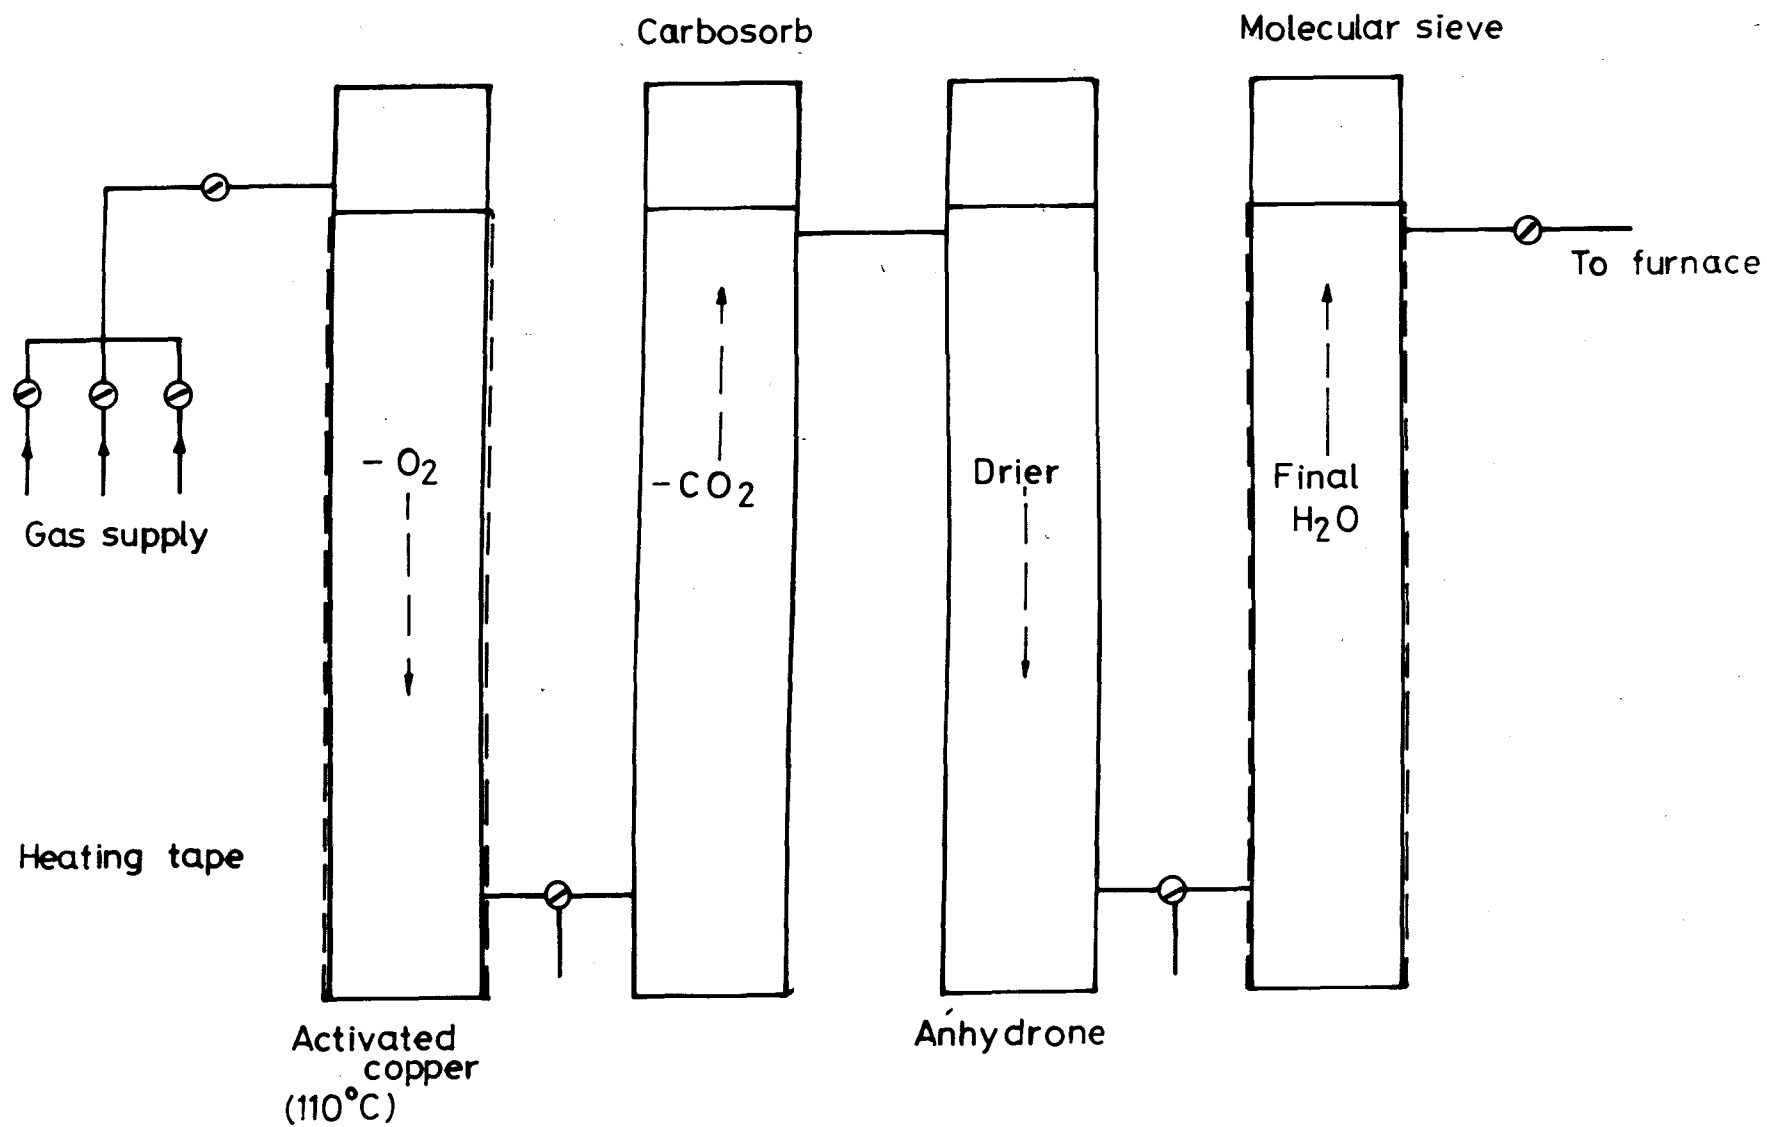 Carbosorb
Molecular sieve
To furnace
Gas supply
- O2
-CO2
Drier
Final
H2O
Heating tape
Activated
copper
(110°C)
Anhydrone